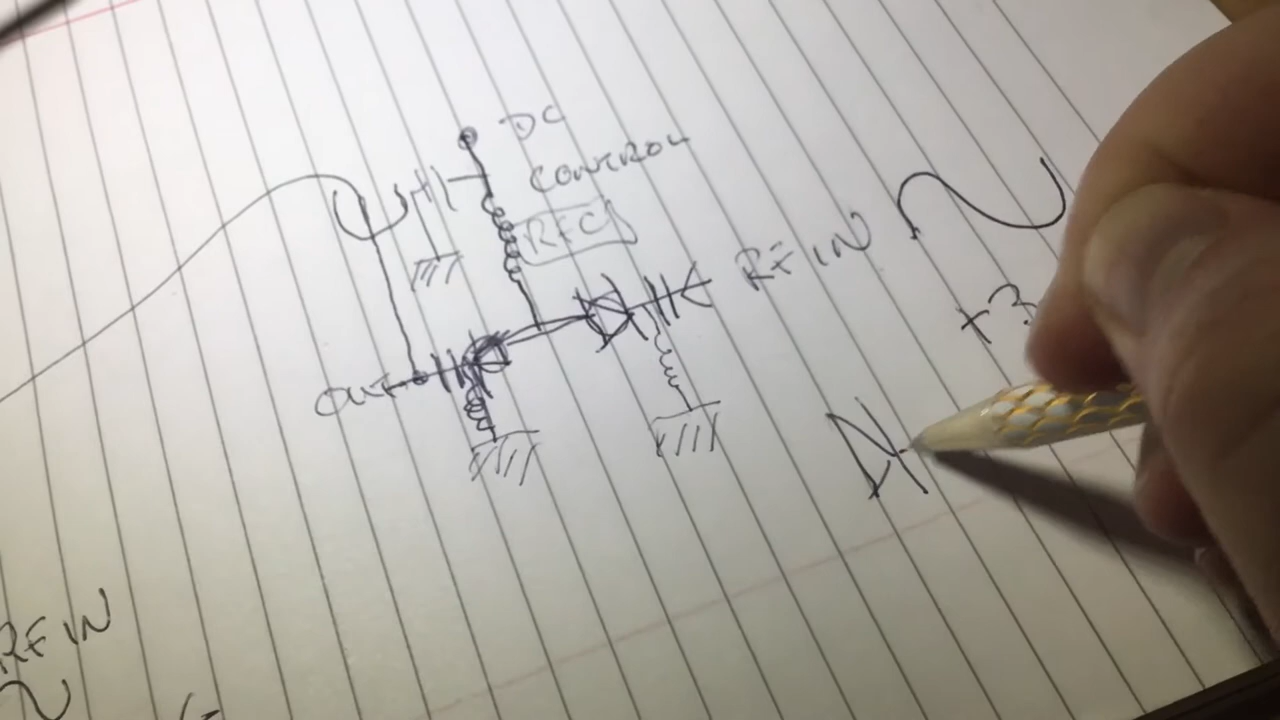 DC
CONTROL
RFC
RF IN
OUT
RF IN